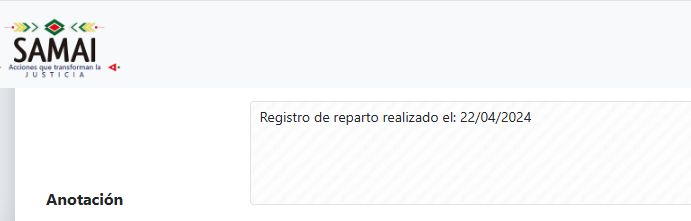 SAMAI
Acciones que transforman la
JUSTICIA
Registro de reparto realizado el: 22/04/2024
Anotación